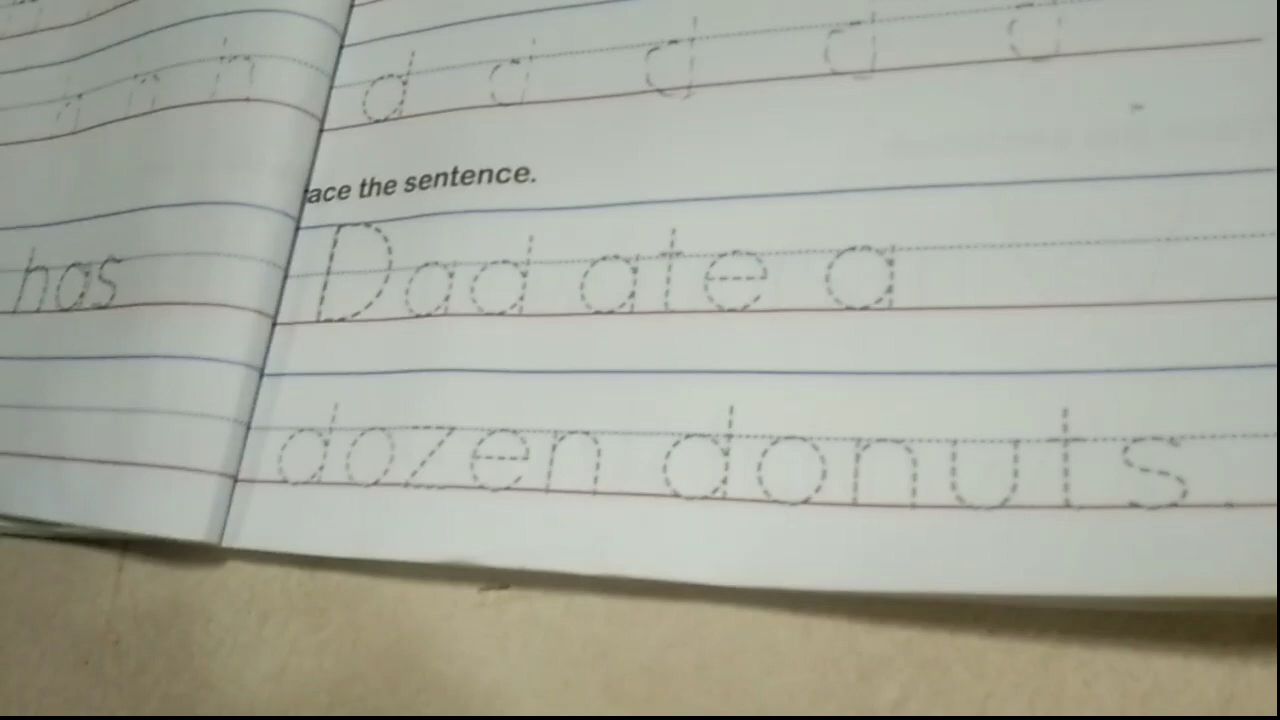 n n h
d d d d d
ace the sentence.
has
Dad ate a
dozen donuts.